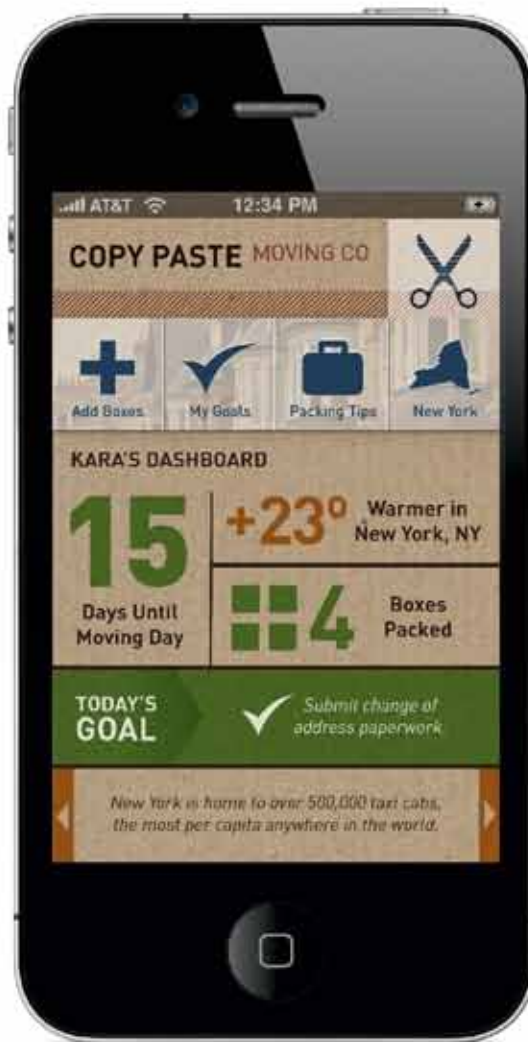 AT&T 12:34 PM
COPY PASTE MOVING CO
Add Boxes My Goals Packing Tips New York
KARA'S DASHBOARD
15
Days Until
Moving Day
+23º Warmer in
New York, NY
4 Boxes
Packed
TODAY'S
GOAL
Submit change of
address paperwork
New York is home to over 500,000 taxi cabs,
the most per capita anywhere in the world.